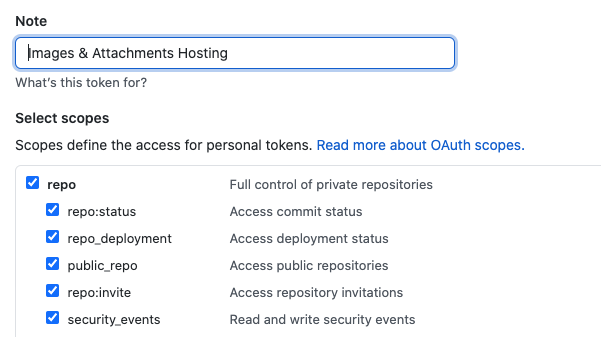 Note
Images & Attachments Hosting
What's this token for?
Select scopes
Scopes define the access for personal tokens. Read more about OAuth scopes.
repo Full control of private repositories
repo:status Access commit status
repo_deployment Access deployment status
public_repo Access public repositories
repo:invite Access repository invitations
security_events Read and write security events